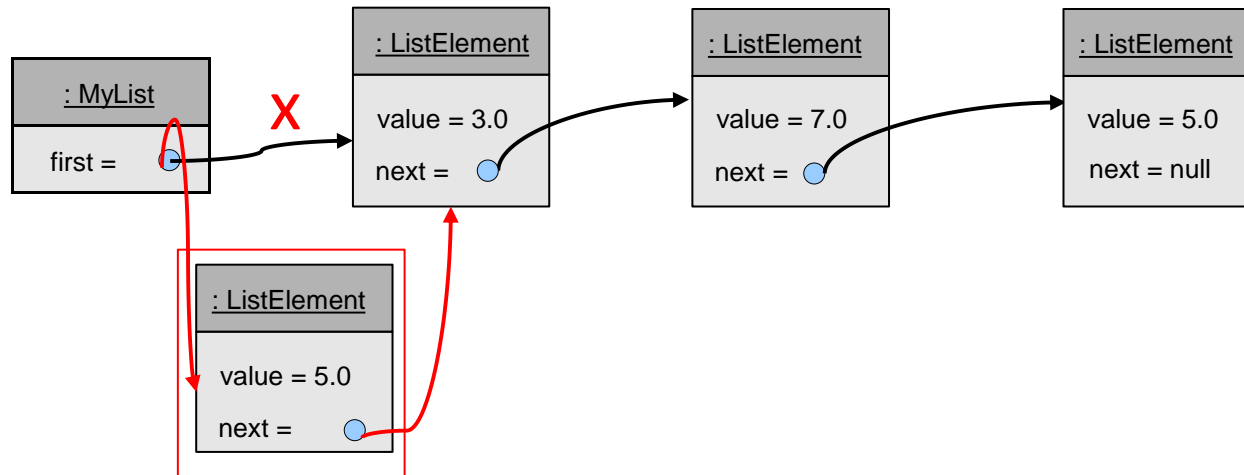 : MyList
first =
X
: ListElement
value = 3.0
next =
: ListElement
value = 7.0
next =
: ListElement
value = 5.0
next = null
: ListElement
value = 5.0
next =